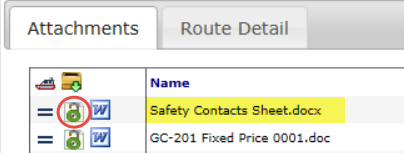 Attachments Route Detail
Name
Safety Contacts Sheet.docx
GC-201 Fixed Price 0001.doc